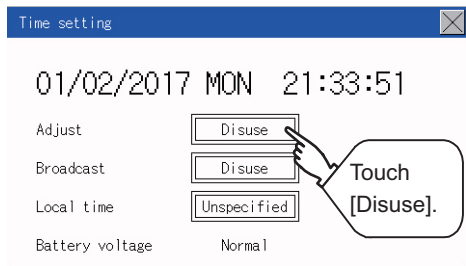 Time setting
01/02/2017 MON 21:33:51
Adjust Disuse
Broadcast Disuse
Touch
[Disuse].
Local time Unspecified
Battery voltage Normal